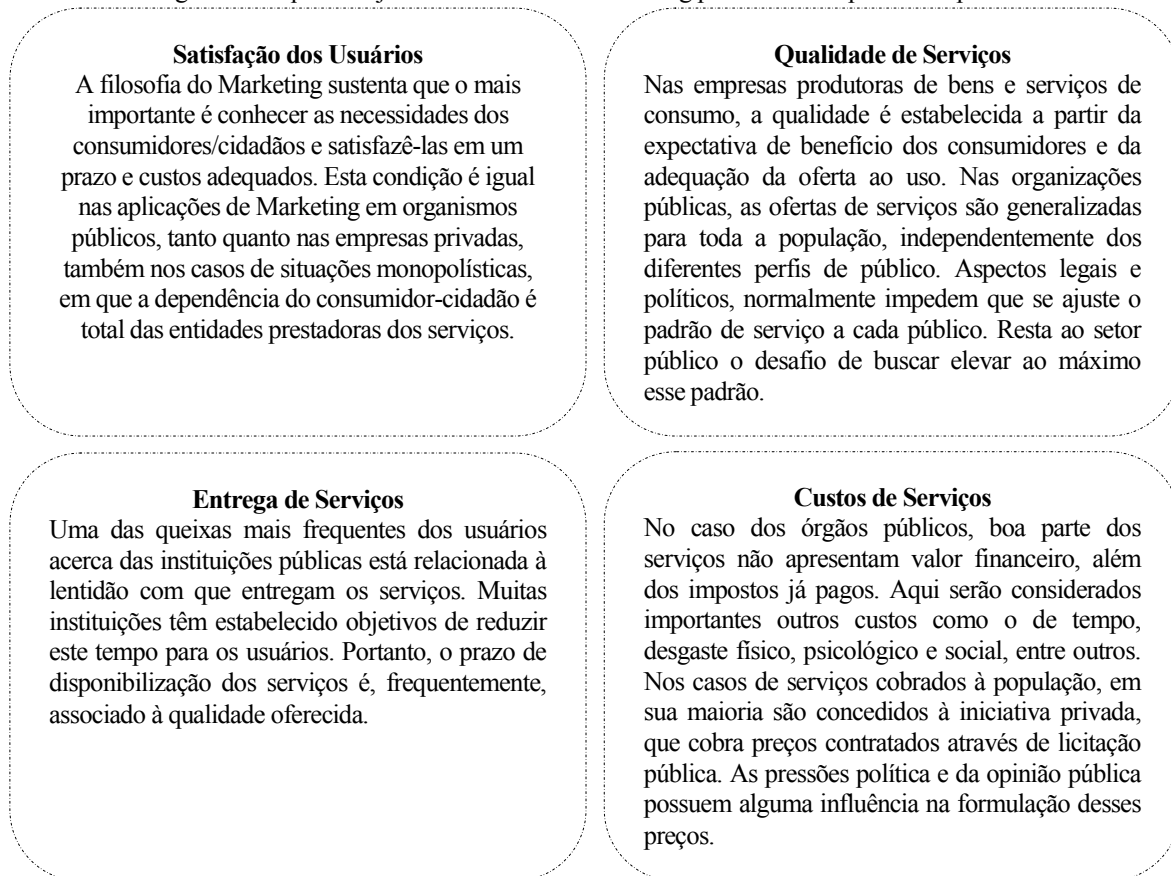 Satisfação dos Usuários
A filosofia do Marketing sustenta que o mais
importante é conhecer as necessidades dos
consumidores/cidadãos e satisfazê-las em um
prazo e custos adequados. Esta condição é igual
nas aplicações de Marketing em organismos
públicos, tanto quanto nas empresas privadas,
também nos casos de situações monopolísticas,
em que a dependência do consumidor-cidadão é
total das entidades prestadoras dos serviços.
Qualidade de Serviços
Nas empresas produtoras de bens e serviços de
consumo, a qualidade é estabelecida a partir da
expectativa de benefício dos consumidores e da
adequação da oferta ao uso. Nas organizações
públicas, as ofertas de serviços são generalizadas
para toda a população, independentemente dos
diferentes perfis de público. Aspectos legais e
políticos, normalmente impedem que se ajuste o
padrão de serviço a cada público. Resta ao setor
público o desafio de buscar elevar ao máximo
esse padrão.
Entrega de Serviços
Uma das queixas mais frequentes dos usuários
acerca das instituições públicas está relacionada à
lentidão com que entregam os serviços. Muitas
instituições têm estabelecido objetivos de reduzir
este tempo para os usuários. Portanto, o prazo de
disponibilização dos serviços é, frequentemente,
associado à qualidade oferecida.
Custos de Serviços
No caso dos órgãos públicos, boa parte dos
serviços não apresentam valor financeiro, além
dos impostos já pagos. Aqui serão considerados
importantes outros custos como o de tempo,
desgaste físico, psicológico e social, entre outros.
Nos casos de serviços cobrados à população, em
sua maioria são concedidos à iniciativa privada,
que cobra preços contratados através de licitação
pública. As pressões política e da opinião pública
possuem alguma influência na formulação desses
preços.